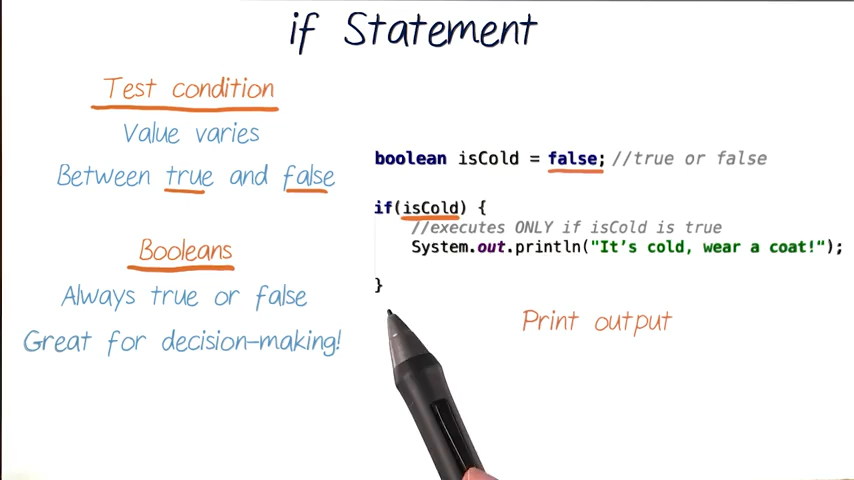 if Statement
Test condition
Value varies
Between true and false
Booleans
Always true or false
Great for decision-making!
boolean isCold = false; //true or false
if(isCold) {
//executes ONLY if isCold is true
System.out.println("It's cold, wear a coat!");
}
Print output